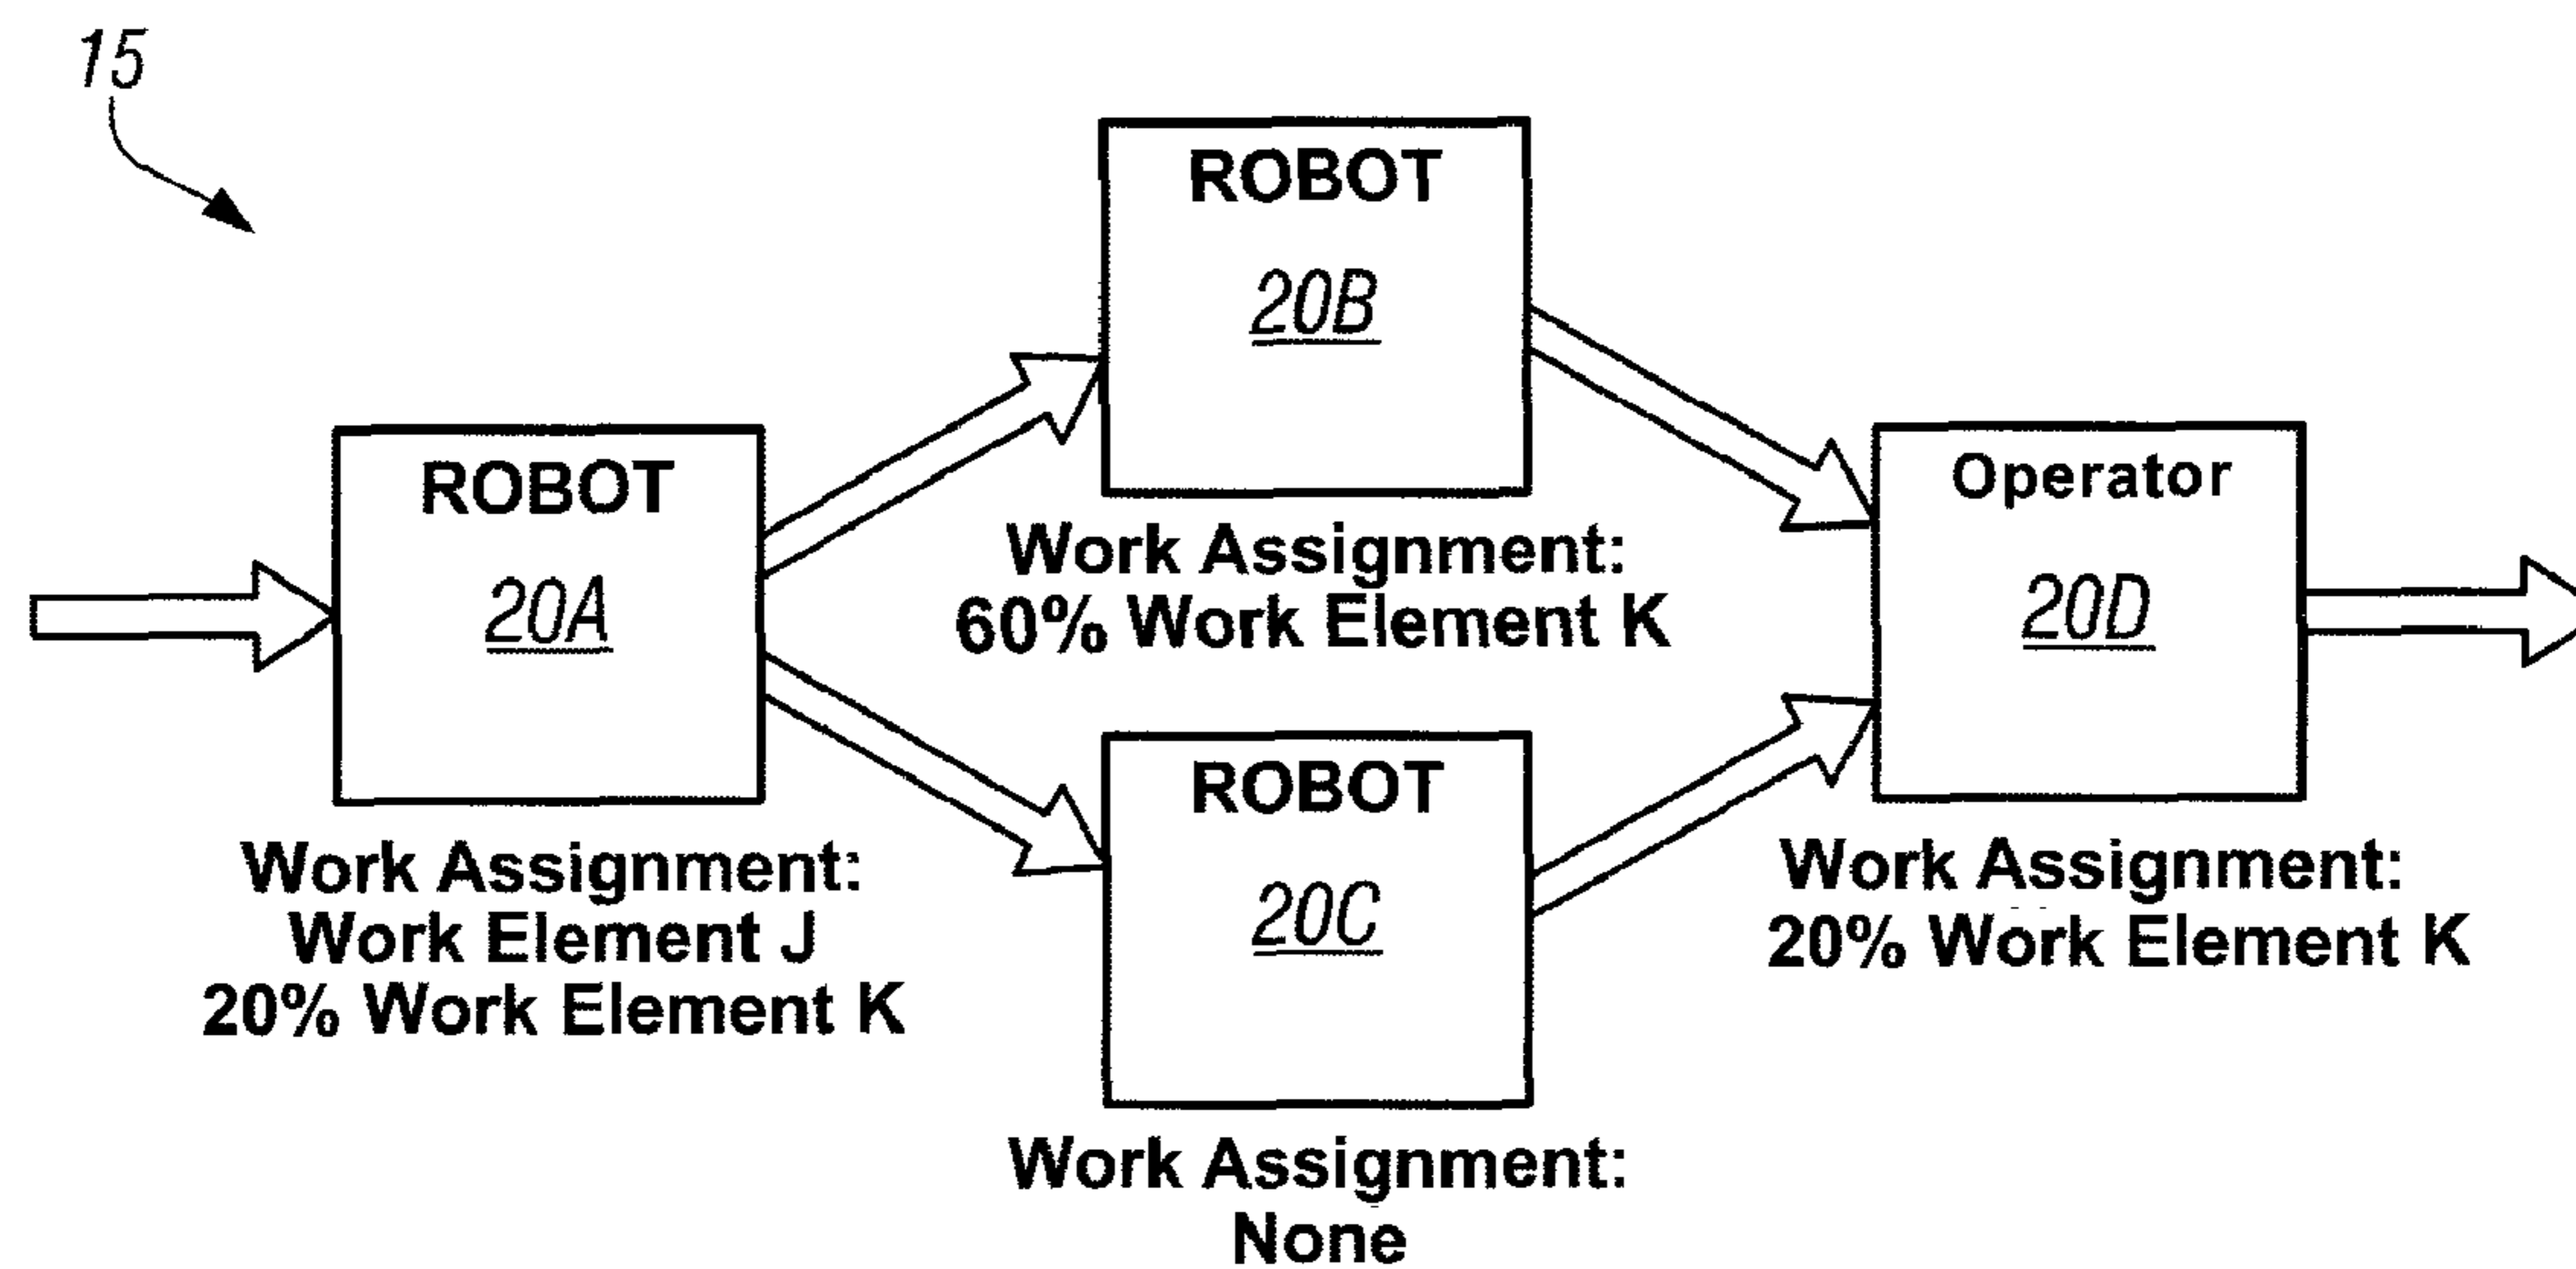 15
ROBOT
20A
Work Assignment:
Work Element J
20% Work Element K
ROBOT
20B
Work Assignment:
60% Work Element K
ROBOT
20C
Work Assignment:
None
Operator
20D
Work Assignment:
20% Work Element K